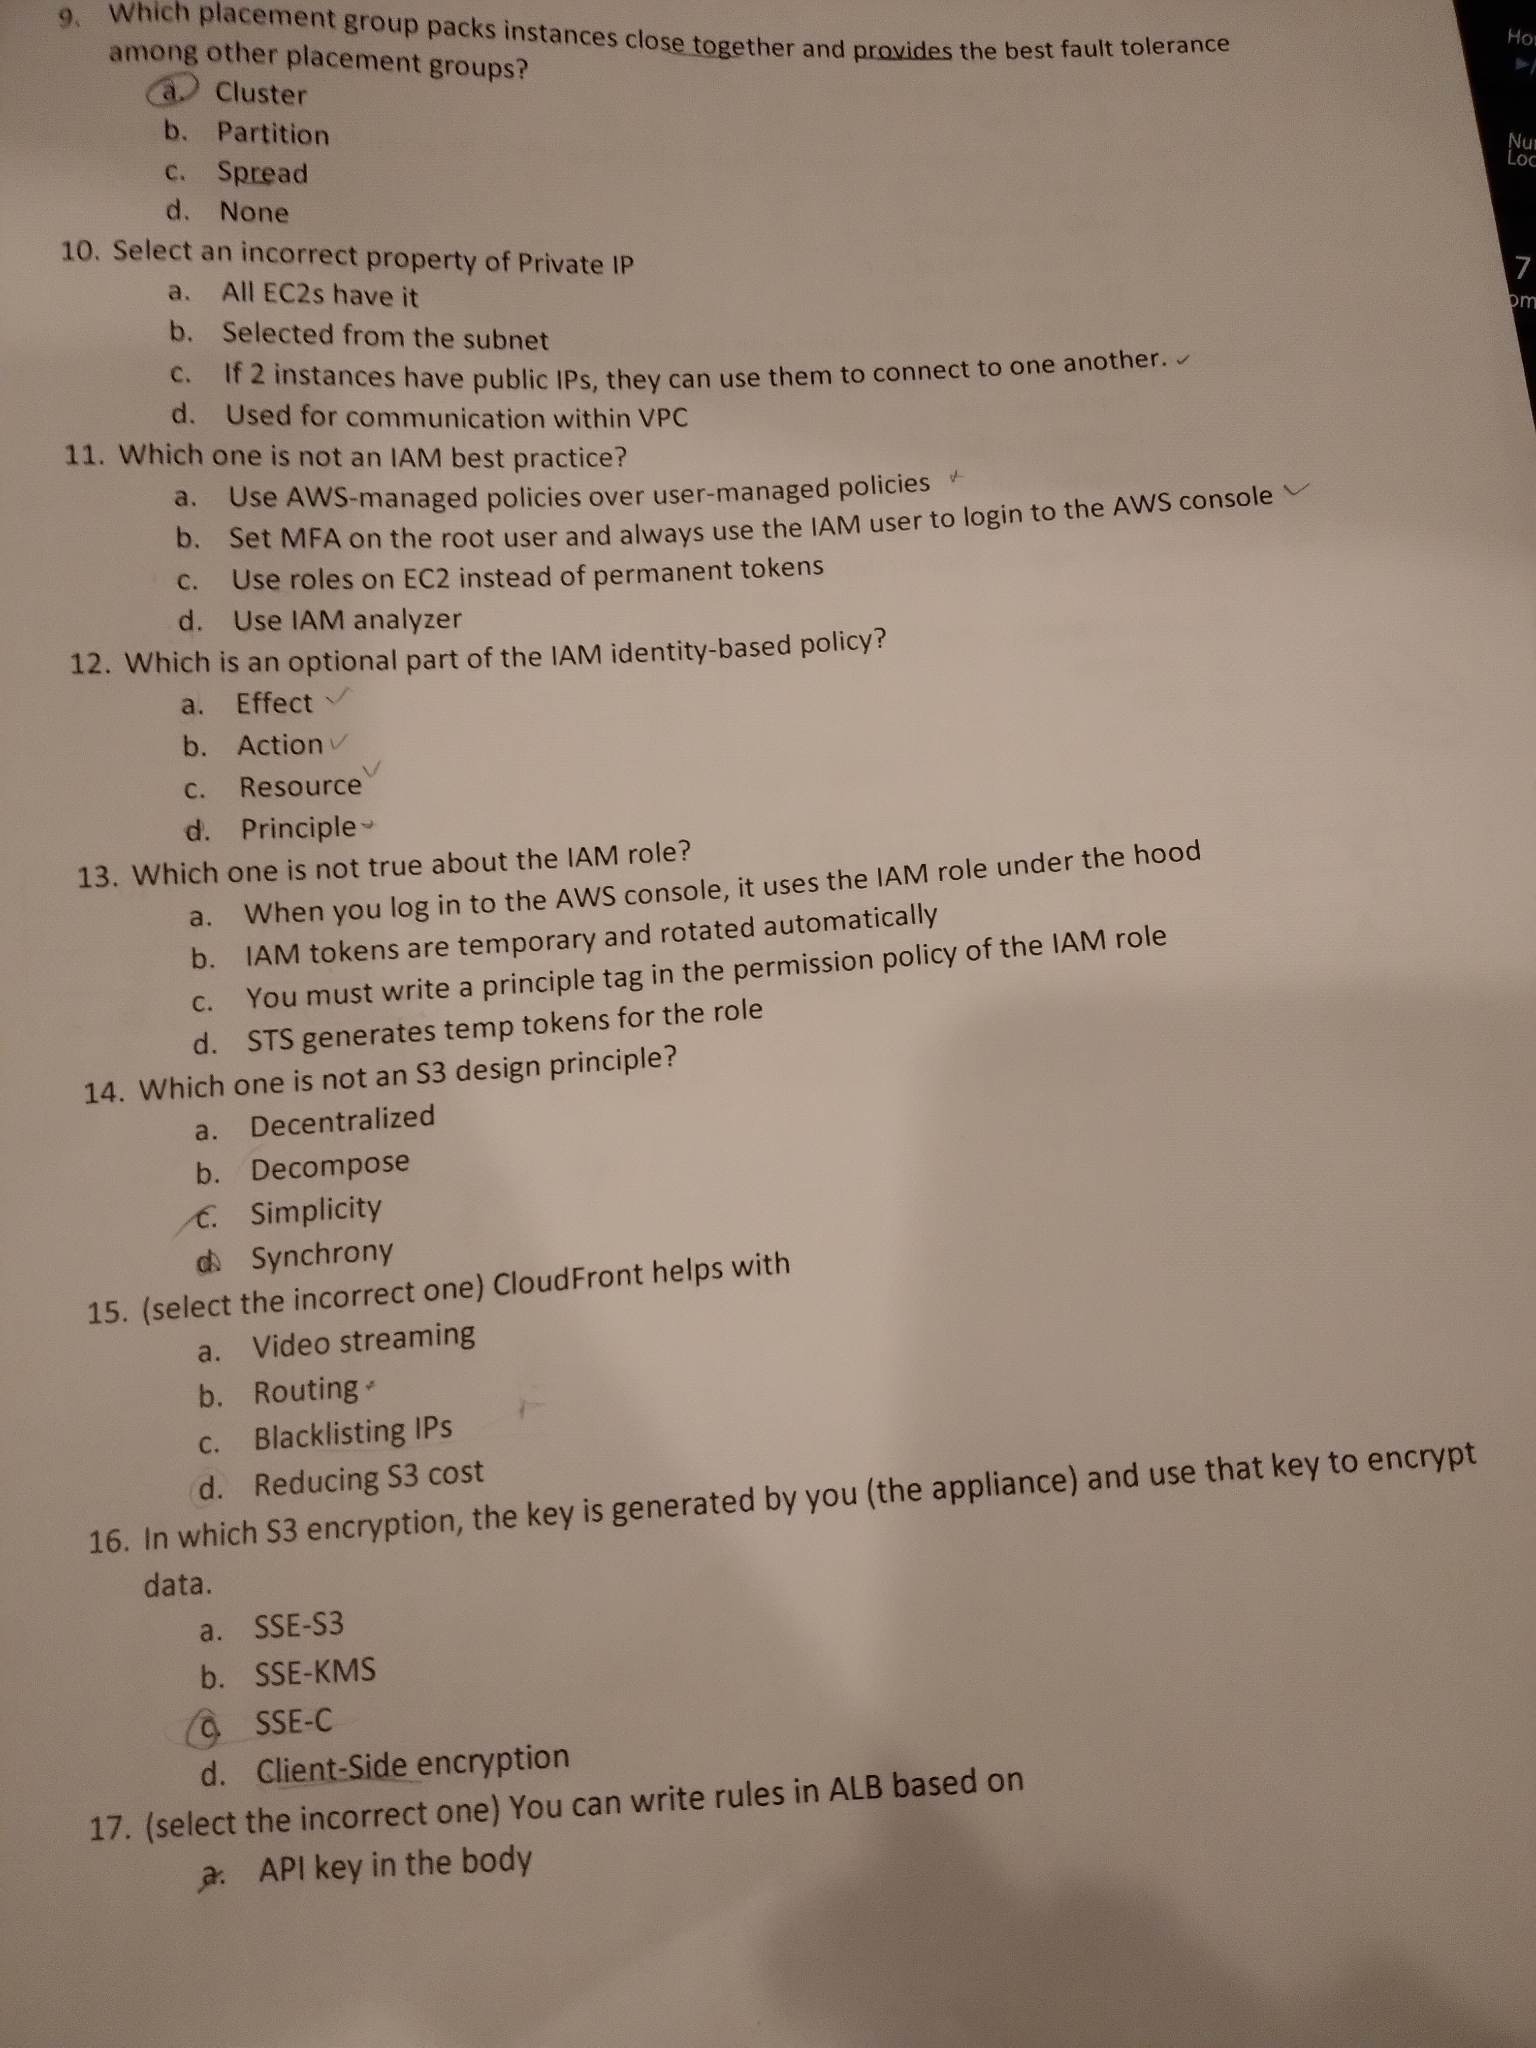 9. Which placement group packs instances close together and provides the best fault tolerance
among other placement groups?
a. Cluster
b. Partition
c. Spread
d. None
10. Select an incorrect property of Private IP
a. All EC2s have it
b. Selected from the subnet
c. If 2 instances have public IPs, they can use them to connect to one another.
d. Used for communication within VPC
11. Which one is not an IAM best practice?
a. Use AWS-managed policies over user-managed policies
b. Set MFA on the root user and always use the IAM user to login to the AWS console
c. Use roles on EC2 instead of permanent tokens
d. Use IAM analyzer
12. Which is an optional part of the IAM identity-based policy?
a. Effect
b. Action
c. Resource
d. Principle
13. Which one is not true about the IAM role?
a. When you log in to the AWS console, it uses the IAM role under the hood
b. IAM tokens are temporary and rotated automatically
c. You must write a principle tag in the permission policy of the IAM role
d. STS generates temp tokens for the role
14. Which one is not an S3 design principle?
a. Decentralized
b. Decompose
c. Simplicity
d. Synchrony
15. (select the incorrect one) CloudFront helps with
a. Video streaming
b. Routing
c. Blacklisting IPs
d. Reducing S3 cost
16. In which S3 encryption, the key is generated by you (the appliance) and use that key to encrypt
data.
a. SSE-S3
b. SSE-KMS
c. SSE-C
d. Client-Side encryption
17. (select the incorrect one) You can write rules in ALB based on
a. API key in the body
7